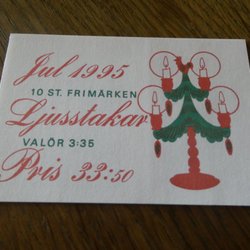 Jul 1995
10 ST. FRIMÄRKEN
Ljusstakar
VALÖR 3:35
Pris 33:50